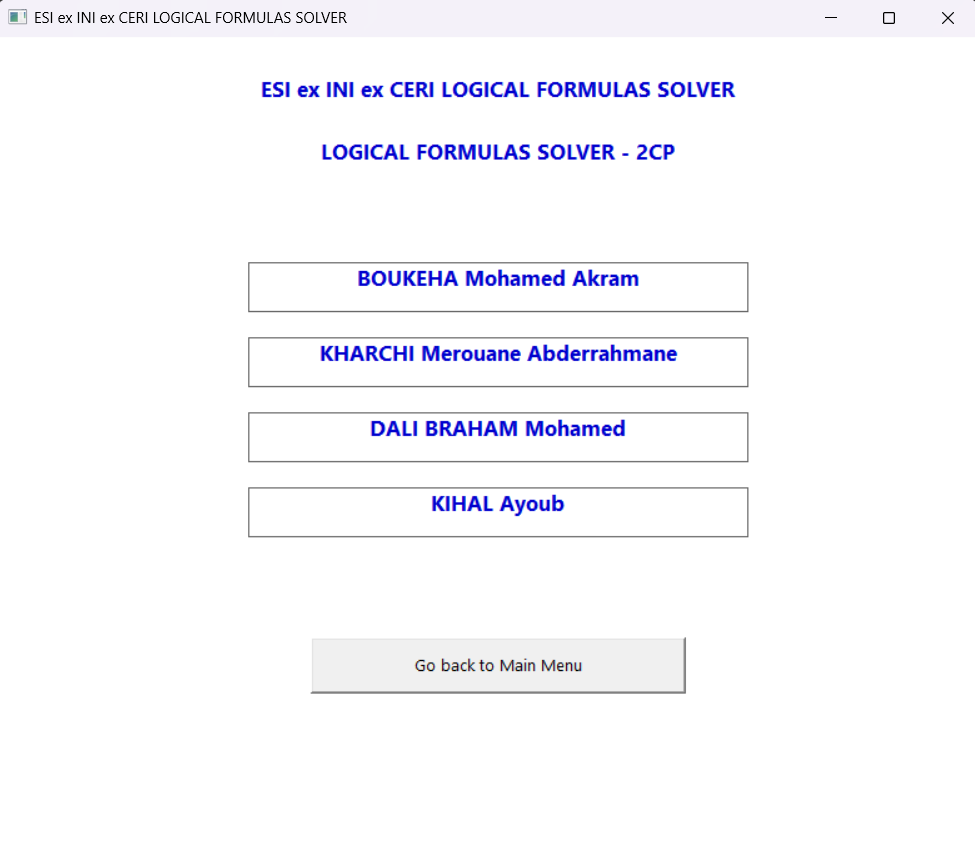 ESI ex INI ex CERI LOGICAL FORMULAS SOLVER
ESI ex INI ex CERI LOGICAL FORMULAS SOLVER
LOGICAL FORMULAS SOLVER - 2CP
BOUKEHA Mohamed Akram
KHARCHI Merouane Abderrahmane
DALI BRAHAM Mohamed
KIHAL Ayoub
Go back to Main Menu